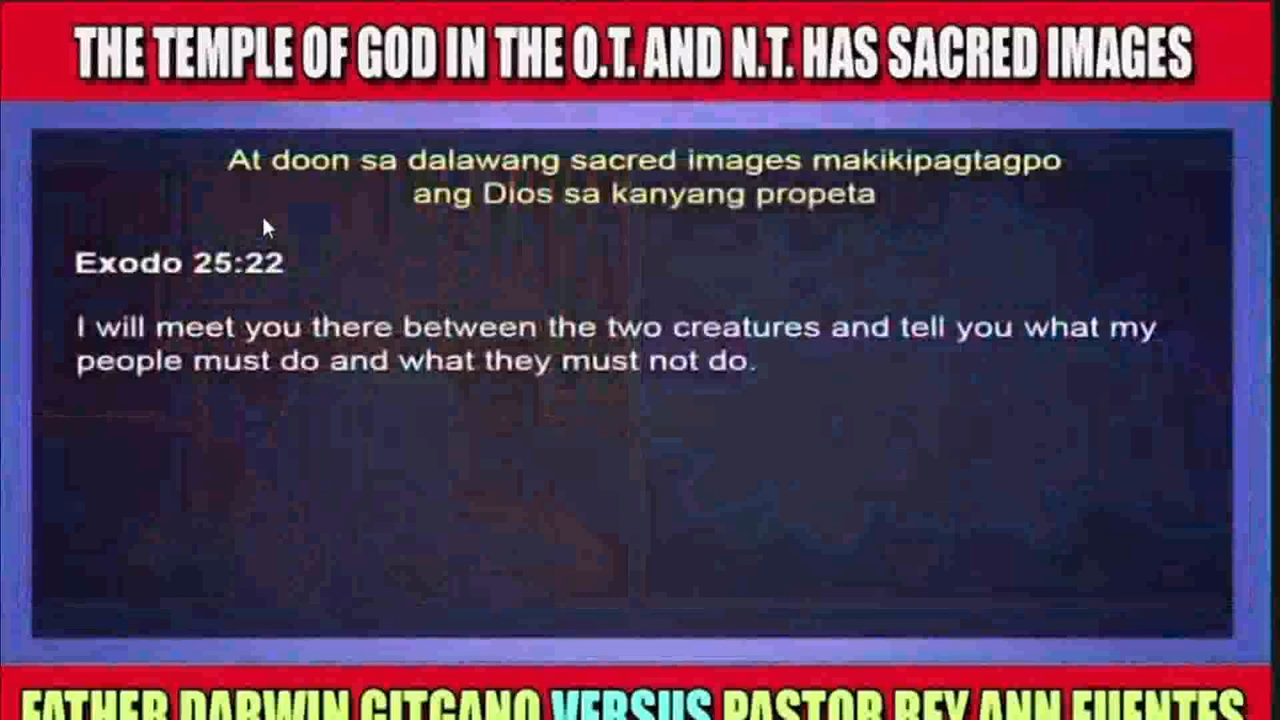 THE TEMPLE OF GOD IN THE O.T. AND N.T. HAS SACRED IMAGES
At doon sa dalawang sacred images makikipagtagpo
ang Dios sa kanyang propeta
Exodo 25:22
I will meet you there between the two creatures and tell you what my
people must do and what they must not do.
FATHER DARWIN GITGANO VERSUS PASTOR REY ANN FUENTES